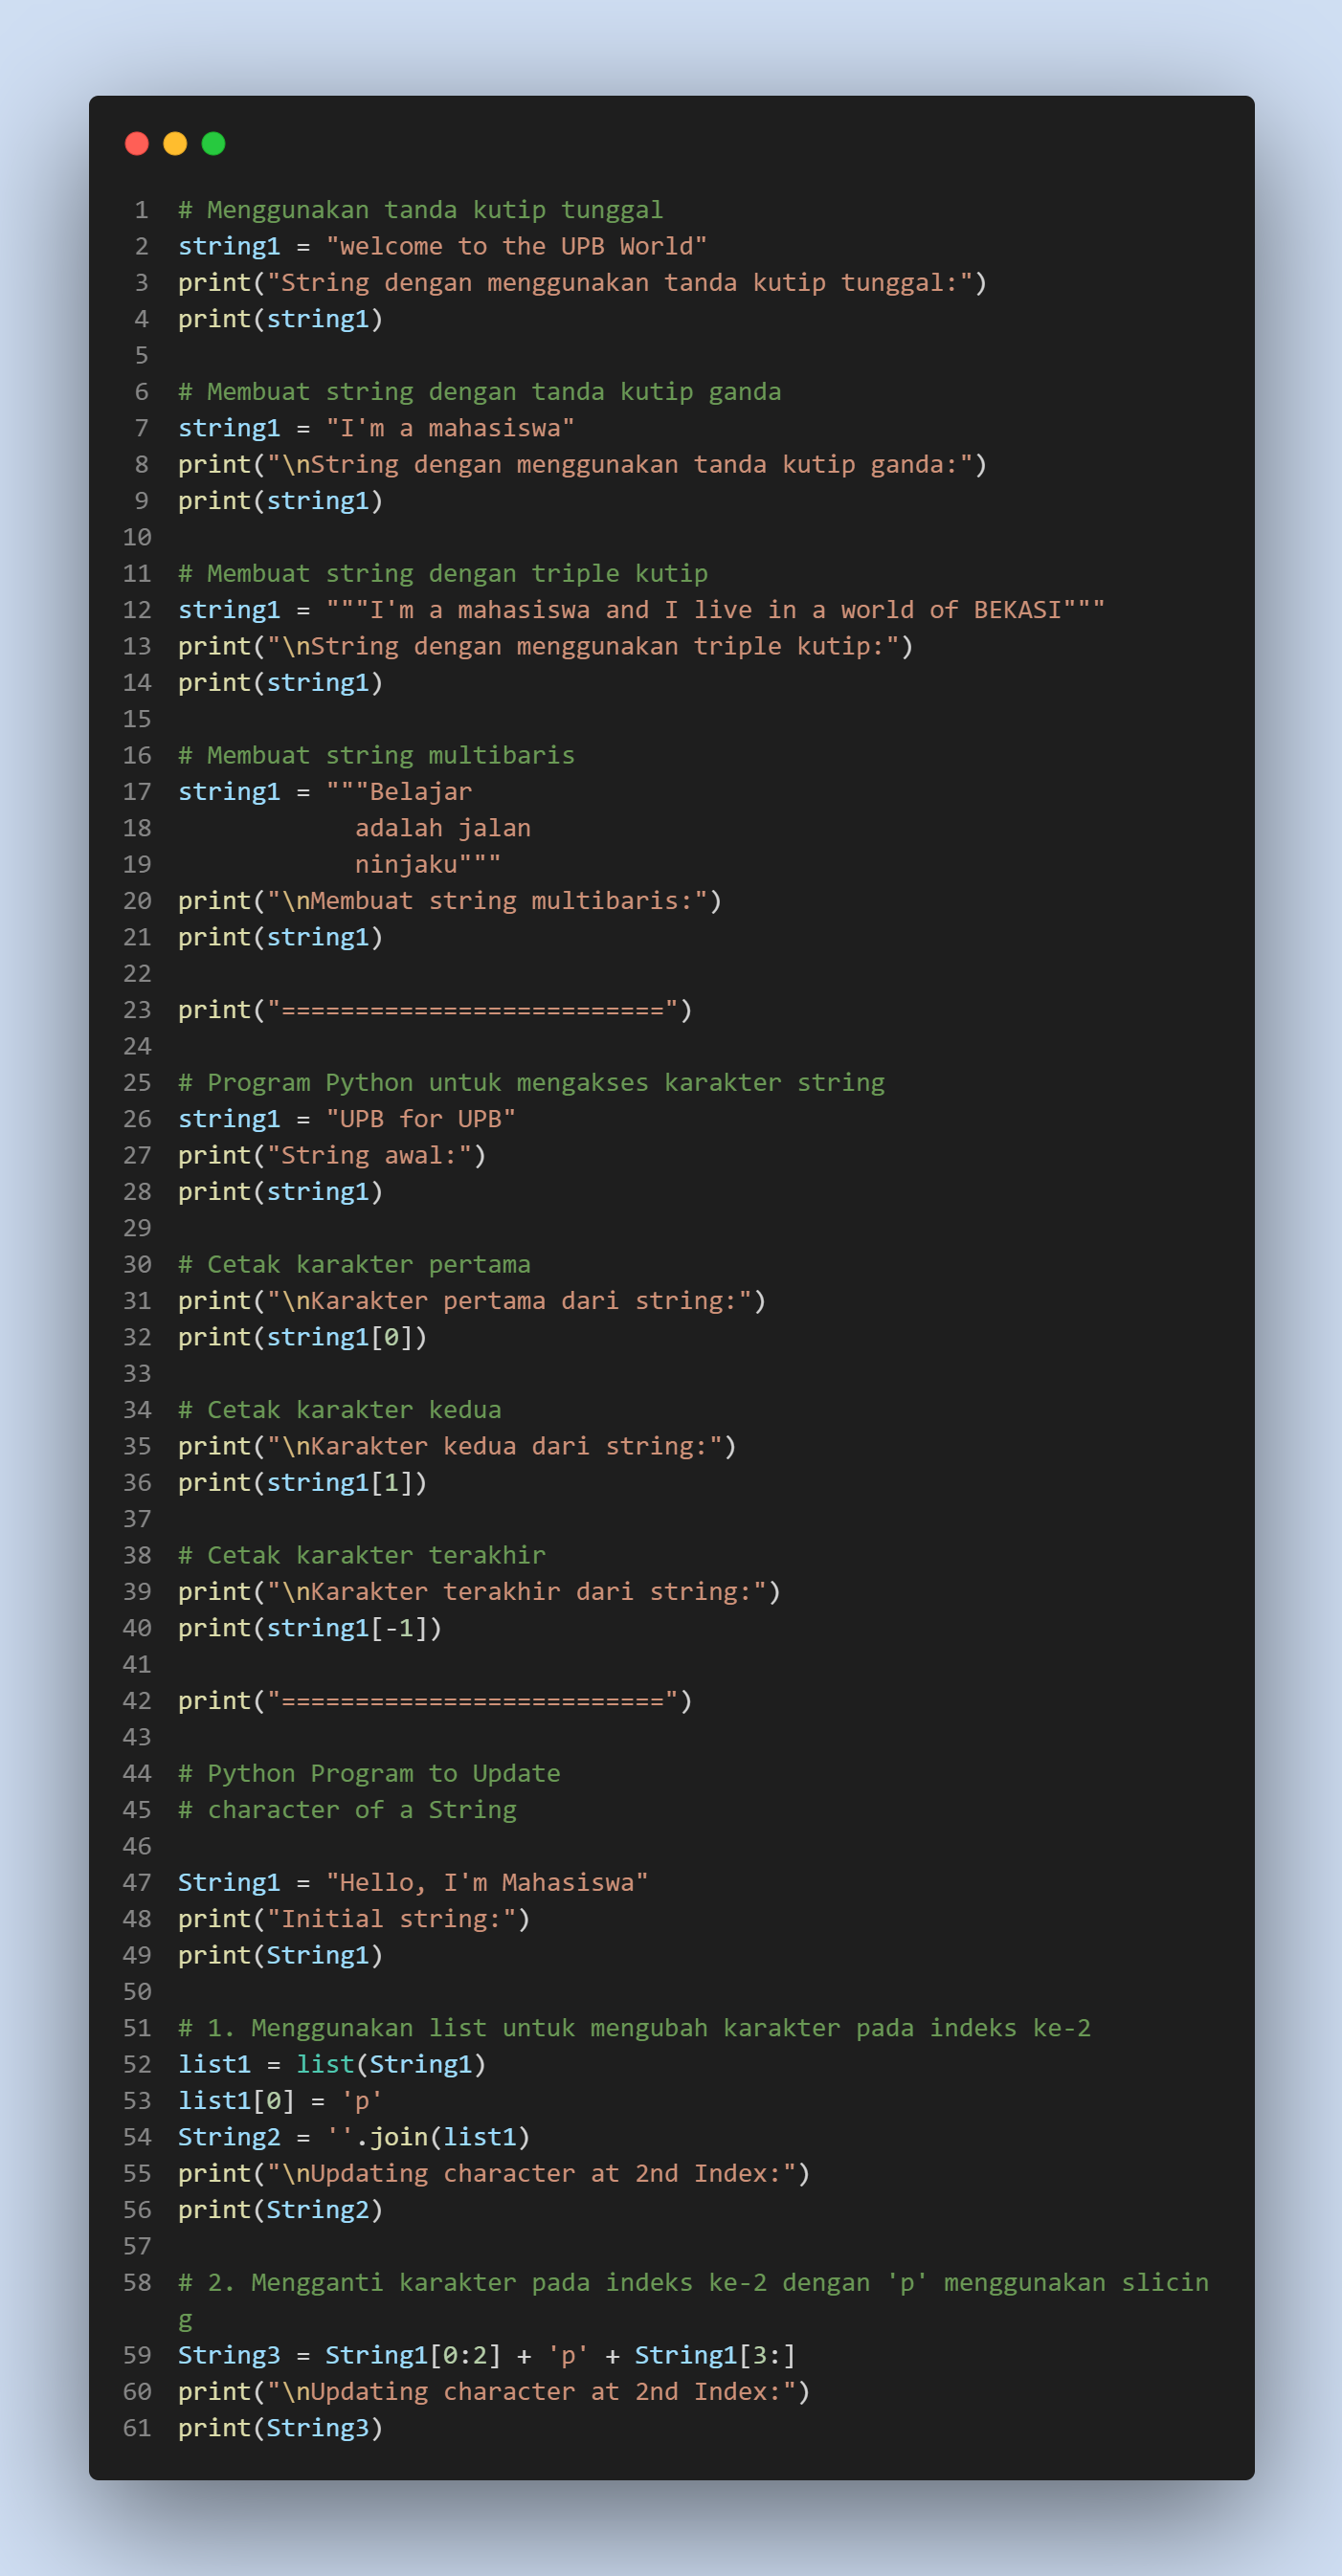 1 # Menggunakan tanda kutip tunggal
2 string1 = "welcome to the UPB World"
3 print("String dengan menggunakan tanda kutip tunggal:")
4 print(string1)
5
6 # Membuat string dengan tanda kutip ganda
7 string1 = "I'm a mahasiswa"
8 print("\nString dengan menggunakan tanda kutip ganda:")
9 print(string1)
10
11 # Membuat string dengan triple kutip
12 string1 = """I'm a mahasiswa and I live in a world of BEKASI"""
13 print("\nString dengan menggunakan triple kutip:")
14 print(string1)
15
16 # Membuat string multibaris
17 string1 = """Belajar
18             adalah jalan
19             ninjaku"""
20 print("\nMembuat string multibaris:")
21 print(string1)
22
23 print("==========================")
24
25 # Program Python untuk mengakses karakter string
26 string1 = "UPB for UPB"
27 print("String awal:")
28 print(string1)
29
30 # Cetak karakter pertama
31 print("\nKarakter pertama dari string:")
32 print(string1[0])
33
34 # Cetak karakter kedua
35 print("\nKarakter kedua dari string:")
36 print(string1[1])
37
38 # Cetak karakter terakhir
39 print("\nKarakter terakhir dari string:")
40 print(string1[-1])
41
42 print("==========================")
43
44 # Python Program to Update
45 # character of a String
46
47 String1 = "Hello, I'm Mahasiswa"
48 print("Initial string:")
49 print(String1)
50
51 # 1. Menggunakan list untuk mengubah karakter pada indeks ke-2
52 list1 = list(String1)
53 list1[0] = 'p'
54 String2 = ''.join(list1)
55 print("\nUpdating character at 2nd Index:")
56 print(String2)
57
58 # 2. Mengganti karakter pada indeks ke-2 dengan 'p' menggunakan slicin
g
59 String3 = String1[0:2] + 'p' + String1[3:]
60 print("\nUpdating character at 2nd Index:")
61 print(String3)